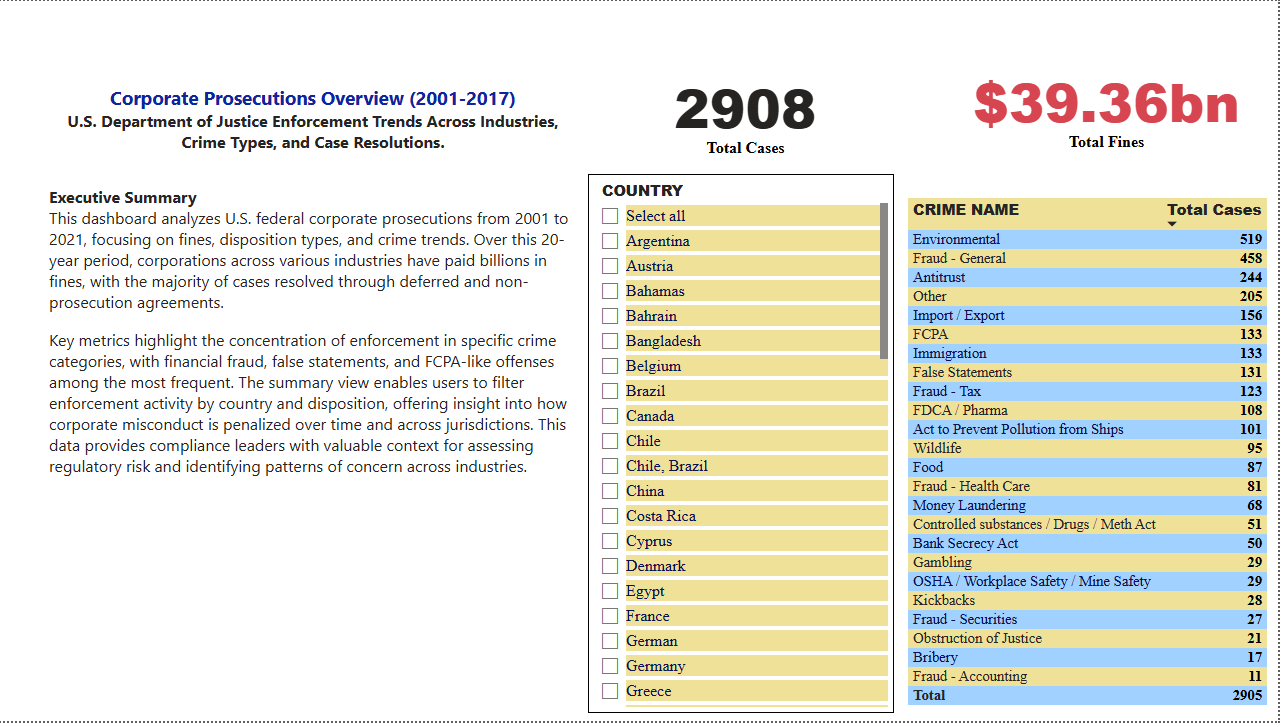 Corporate Prosecutions Overview (2001-2017)
U.S. Department of Justice Enforcement Trends Across Industries,
Crime Types, and Case Resolutions.
Executive Summary
This dashboard analyzes U.S. federal corporate prosecutions from 2001 to
2021, focusing on fines, disposition types, and crime trends. Over this 20-
year period, corporations across various industries have paid billions in
fines, with the majority of cases resolved through deferred and non-
prosecution agreements.
Key metrics highlight the concentration of enforcement in specific crime
categories, with financial fraud, false statements, and FCPA-like offenses
among the most frequent. The summary view enables users to filter
enforcement activity by country and disposition, offering insight into how
corporate misconduct is penalized over time and across jurisdictions. This
data provides compliance leaders with valuable context for assessing
regulatory risk and identifying patterns of concern across industries.
2908
Total Cases
COUNTRY
Select all
Argentina
Austria
Bahamas
Bahrain
Bangladesh
Belgium
Brazil
Canada
Chile
Chile, Brazil
China
Costa Rica
Cyprus
Denmark
Egypt
France
German
Germany
Greece
$39.36bn
Total Fines
CRIME NAME Total Cases
Environmental 519
Fraud - General 458
Antitrust 244
Other 205
Import / Export 156
FCPA 133
Immigration 133
False Statements 131
Fraud - Tax 123
FDCA / Pharma 108
Act to Prevent Pollution from Ships 101
Wildlife 95
Food 87
Fraud - Health Care 81
Money Laundering 68
Controlled substances / Drugs / Meth Act 51
Bank Secrecy Act 50
Gambling 29
OSHA / Workplace Safety / Mine Safety 29
Kickbacks 28
Fraud - Securities 27
Obstruction of Justice 21
Bribery 17
Fraud - Accounting 11
Total 2905